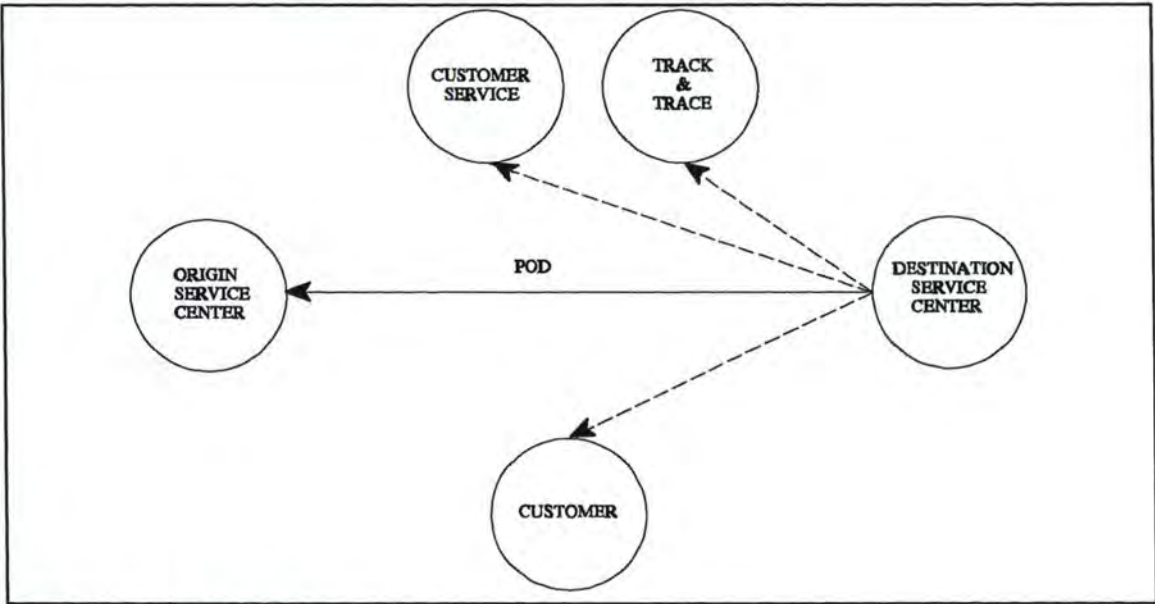 CUSTOMER
SERVICE
TRACK
&
TRACE
ORIGIN
SERVICE
CENTER
POD
DESTINATION
SERVICE
CENTER
CUSTOMER